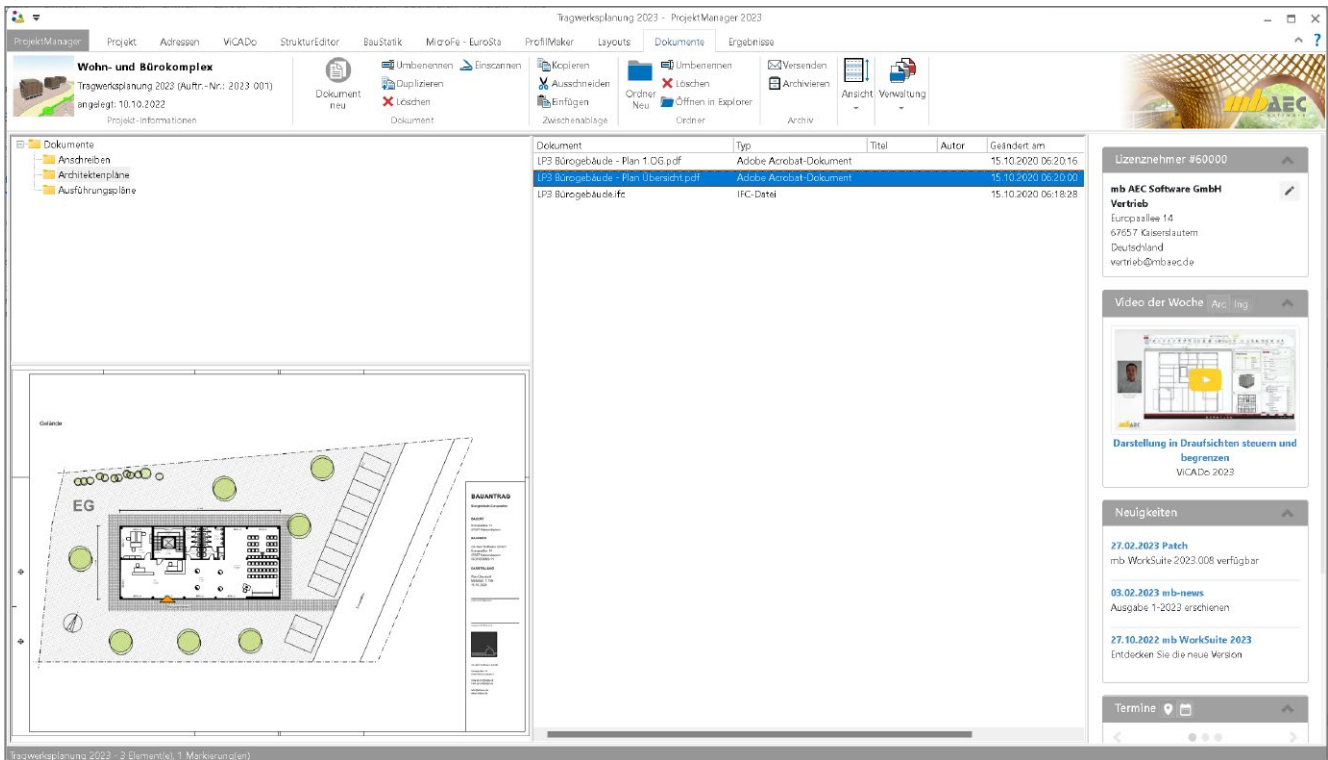 Tragwerksplanung 2023 - ProjektManager 2023
ProjektManager Projekt Adressen ViCADo StrukturEditor BauStatik MicroFe - EuroSta ProfilMaker Layouts Dokumente Ergebnisse
Wohn- und Bürokomplex
Tragwerksplanung 2023 (Auftr.-Nr.: 2023 001)
angelegt: 10.10.2022
Projekt-Informationen
Dokument neu
Umbenennen Einscannen
Duplizieren
Löschen
Dokument
Kopieren
Ausschneiden
Einfügen
Zwischenablage
Ordner Neu
Umbenennen
Löschen
Öffnen in Explorer
Ordner
Versenden
Archivieren
Archiv
Ansicht Verwaltung
mbAEC
Software
Dokumente
Anschreiben
Architektenpläne
Ausführungspläne
Dokument Typ Titel Autor Geändert am
LP3 Bürogebäude - Plan 1.OG.pdf Adobe Acrobat-Dokument 15.10.2020 06:20:16
LP3 Bürogebäude - Plan Übersicht.pdf Adobe Acrobat-Dokument 15.10.2020 06:20:00
LP3 Bürogebäude.ifc IFC-Datei 15.10.2020 06:18:28
Gelände
EG
BAUANTRAG
Lizenznehmer #60000
mb AEC Software GmbH
Vertrieb
Europaallee 14
67657 Kaiserslautern
Deutschland
vertrieb@mbaec.de
Video der Woche Arc Ing
mbAEC
Darstellung in Draufsichten steuern und
begrenzen
ViCADo 2023
Neuigkeiten
27.02.2023 Patch
mb WorkSuite 2023.008 verfügbar
03.02.2023 mb-news
Ausgabe 1-2023 erschienen
27.10.2022 mb WorkSuite 2023
Entdecken Sie die neue Version
Termine
Tragwerksplanung 2023 - 3 Element(e), 1 Markierung(en)